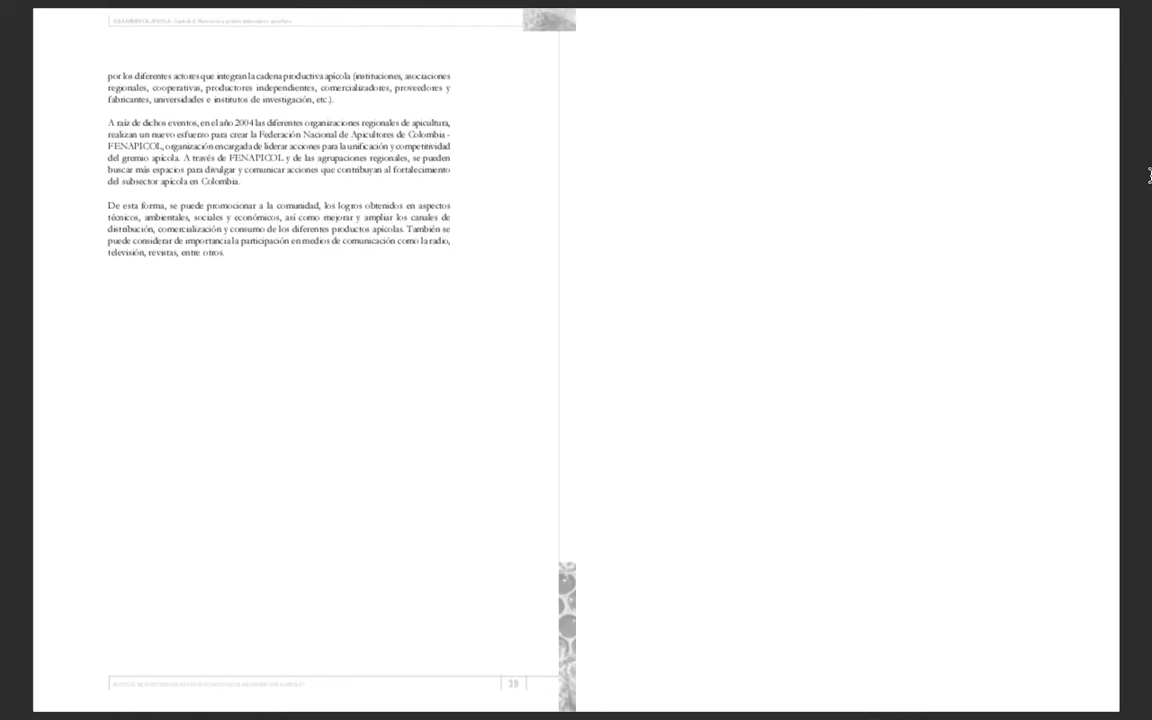 por los diferentes actores que integran la cadena productiva apícola (instituciones, asociaciones
regionales, cooperativas, productores independientes, comercializadores, proveedores y
fabricantes, universidades e institutos de investigación, etc.).
A raíz de dichos eventos, en el año 2004 las diferentes organizaciones regionales de apicultura,
realizan un nuevo esfuerzo para crear la Federación Nacional de Apicultores de Colombia -
FENAPICOL, organización encargada de liderar acciones para la unificación y competitividad
del gremio apícola. A través de FENAPICOL y de las agrupaciones regionales, se pueden
buscar más espacios para divulgar y comunicar acciones que contribuyan al fortalecimiento
del subsector apícola en Colombia.
De esta forma, se puede promocionar a la comunidad, los logros obtenidos en aspectos
técnicos, ambientales, sociales y económicos, así como mejorar y ampliar los canales de
distribución, comercialización y consumo de los diferentes productos apícolas. También se
puede considerar de importancia la participación en medios de comunicación como la radio,
televisión, revistas, entre otros.
39